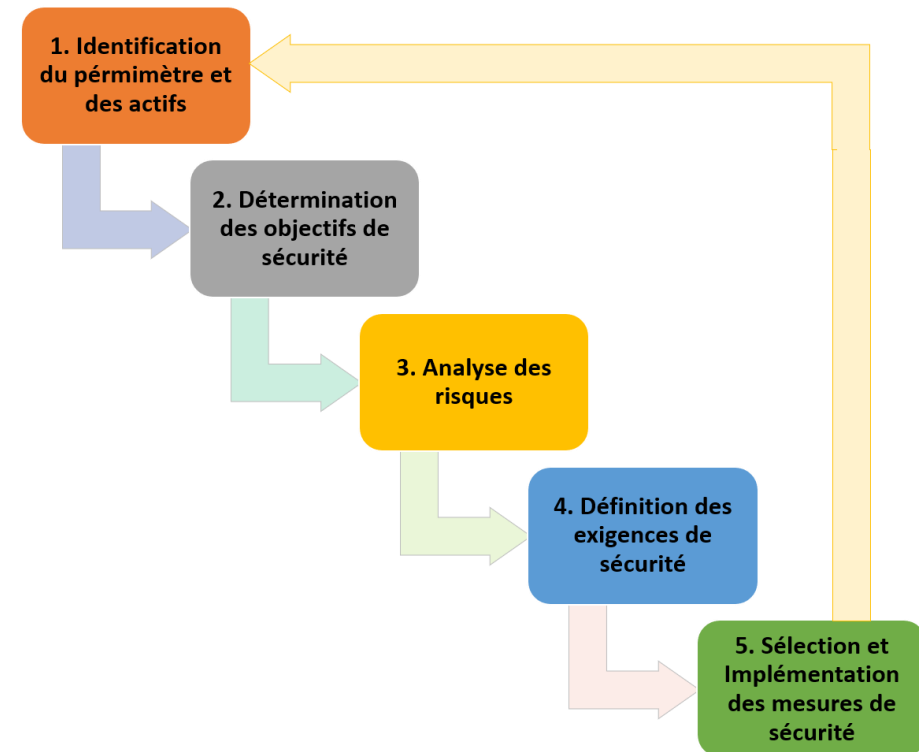 1. Identification
du pérmimètre et
des actifs
2. Détermination
des objectifs de
sécurité
3. Analyse des
risques
4. Définition des
exigences de
sécurité
5. Sélection et
Implémentation
des mesures de
sécurité